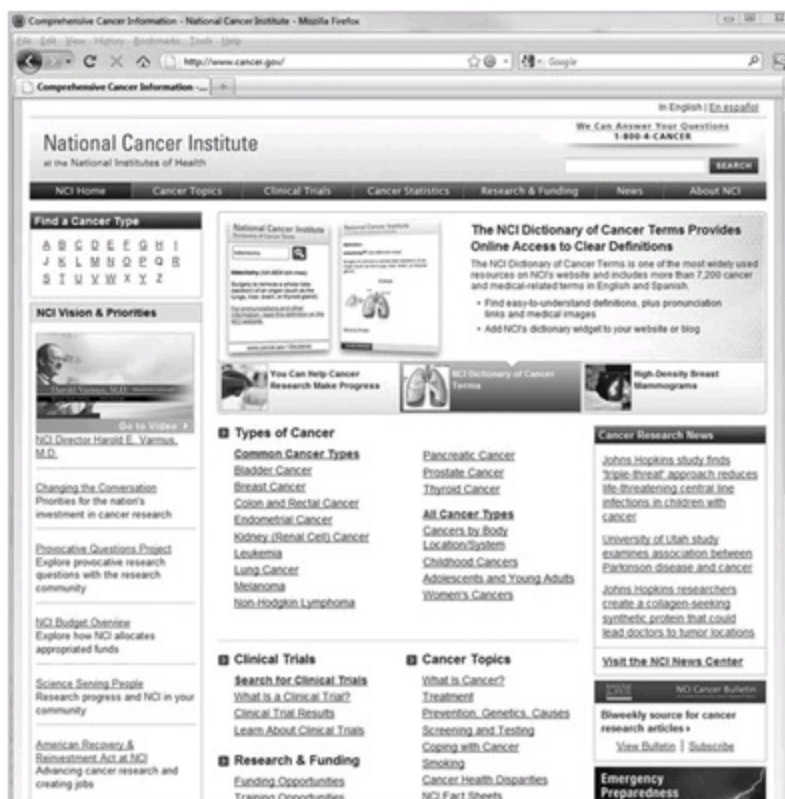 Comprehensive Cancer Information - National Cancer Institute - Mozilla Firefox
File Edit View History Bookmarks Tools Help
http://www.cancer.gov/
Google
Comprehensive Cancer Information -...
In English | En español
We Can Answer Your Questions
1-800-4-CANCER
National Cancer Institute
at the National Institutes of Health
SEARCH
NCI Home Cancer Topics Clinical Trials Cancer Statistics Research & Funding News About NCI
Find a Cancer Type
A B C D E F G H I
J K L M N O P Q R
S T U V W X Y Z
NCI Vision & Priorities
Harold Varmus, M.D.
Go to Video
NCI Director Harold E. Varmus,
M.D.
Changing the Conversation
Priorities for the nation's
investment in cancer research
Provocative Questions Project
Explore provocative research
questions with the research
community
NCI Budget Overview
Explore how NCI allocates
appropriated funds
Science Serving People
Research progress and NCI in your
community
American Recovery &
Reinvestment Act at NCI
Advancing cancer research and
creating jobs
National Cancer Institute
Dictionary of Cancer Terms
National Cancer Institute
The NCI Dictionary of Cancer Terms Provides
Online Access to Clear Definitions
The NCI Dictionary of Cancer Terms is one of the most widely used
resources on NCI's website and includes more than 7,200 cancer
and medical-related terms in English and Spanish.
• Find easy-to-understand definitions, plus pronunciation
links and medical images
• Add NCI's dictionary widget to your website or blog
You Can Help Cancer
Research Make Progress
NCI Dictionary of Cancer
Terms
High-Density Breast
Mammograms
Types of Cancer
Common Cancer Types
Bladder Cancer
Breast Cancer
Colon and Rectal Cancer
Endometrial Cancer
Kidney (Renal Cell) Cancer
Leukemia
Lung Cancer
Melanoma
Non-Hodgkin Lymphoma
Pancreatic Cancer
Prostate Cancer
Thyroid Cancer
All Cancer Types
Cancers by Body
Location/System
Childhood Cancers
Adolescents and Young Adults
Women's Cancers
Clinical Trials
Search for Clinical Trials
What Is a Clinical Trial?
Clinical Trial Results
Learn About Clinical Trials
Research & Funding
Funding Opportunities
Training Opportunities
Cancer Topics
What Is Cancer?
Treatment
Prevention, Genetics, Causes
Screening and Testing
Coping with Cancer
Smoking
Cancer Health Disparities
NCI Fact Sheets
Cancer Research News
Johns Hopkins study finds
'triple-threat' approach reduces
life-threatening central line
infections in children with
cancer
University of Utah study
examines association between
Parkinson disease and cancer
Johns Hopkins researchers
create a collagen-seeking
synthetic protein that could
lead doctors to tumor locations
Visit the NCI News Center
NCI Cancer Bulletin
Biweekly source for cancer
research articles
View Bulletin | Subscribe
Emergency
Preparedness